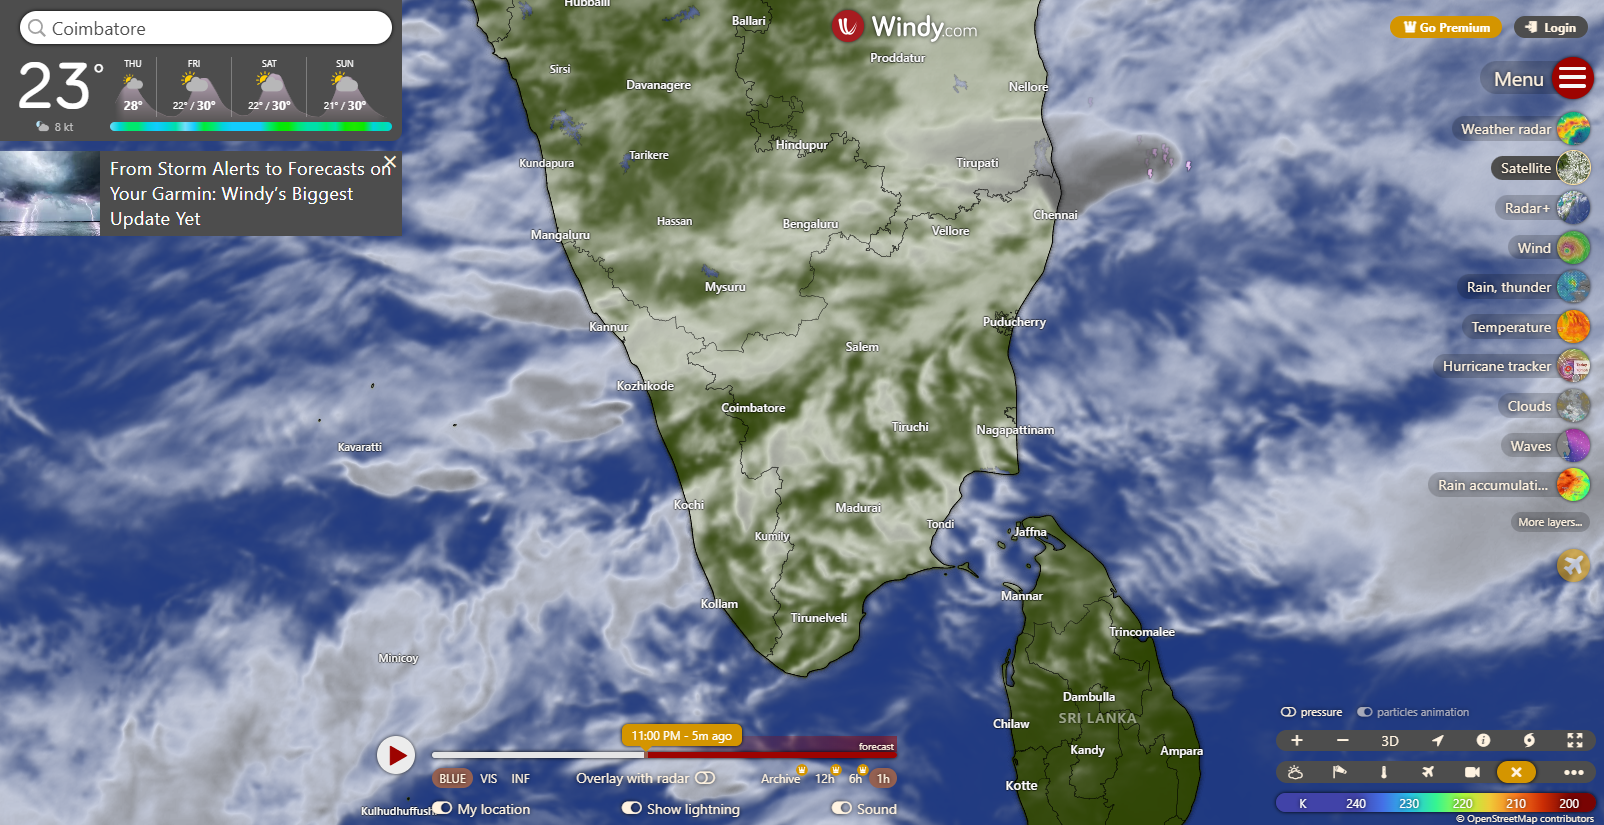 Coimbatore
23°
8 kt
THU
28°
FRI
22° / 30°
SAT
22° / 30°
SUN
21° / 30°
From Storm Alerts to Forecasts on
Your Garmin: Windy’s Biggest
Update Yet
Windy.com
Go Premium
Login
Menu
Weather radar
Satellite
Radar+
Wind
Rain, thunder
Temperature
Hurricane tracker
Clouds
Waves
Rain accumulati...
More layers...
Hubballi
Ballari
Proddatur
Sirsi
Davanagere
Nellore
Kundapura
Tarikere
Hindupur
Tirupati
Hassan
Mangaluru
Bengaluru
Vellore
Chennai
Mysuru
Kannur
Puducherry
Salem
Kozhikode
Coimbatore
Tiruchi
Nagapattinam
Kavaratti
Kochi
Madurai
Kumily
Tondi
Jaffna
Mannar
Kollam
Tirunelveli
Trincomalee
Minicoy
Dambulla
SRI LANKA
Chilaw
Kandy
Ampara
Kotte
Kulhudhuffushi
11:00 PM - 5m ago
forecast
BLUE VIS INF
Overlay with radar
Archive 12h 6h 1h
My location
Show lightning
Sound
pressure
particles animation
3D
K 240 230 220 210 200
© OpenStreetMap contributors